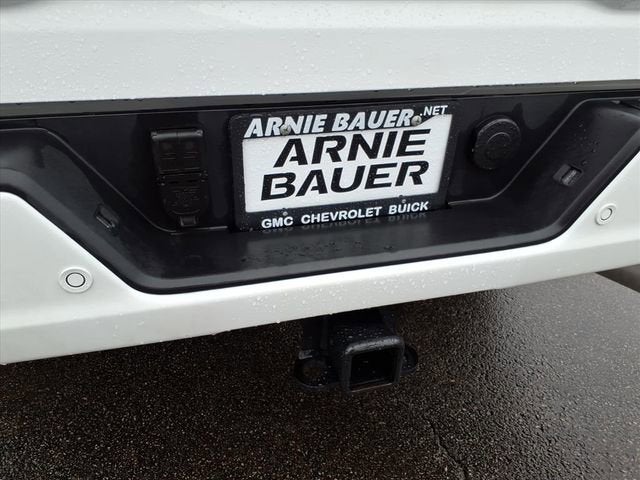 ARNIE BAUER.NET
ARNIE
BAUER
GMC CHEVROLET BUICK